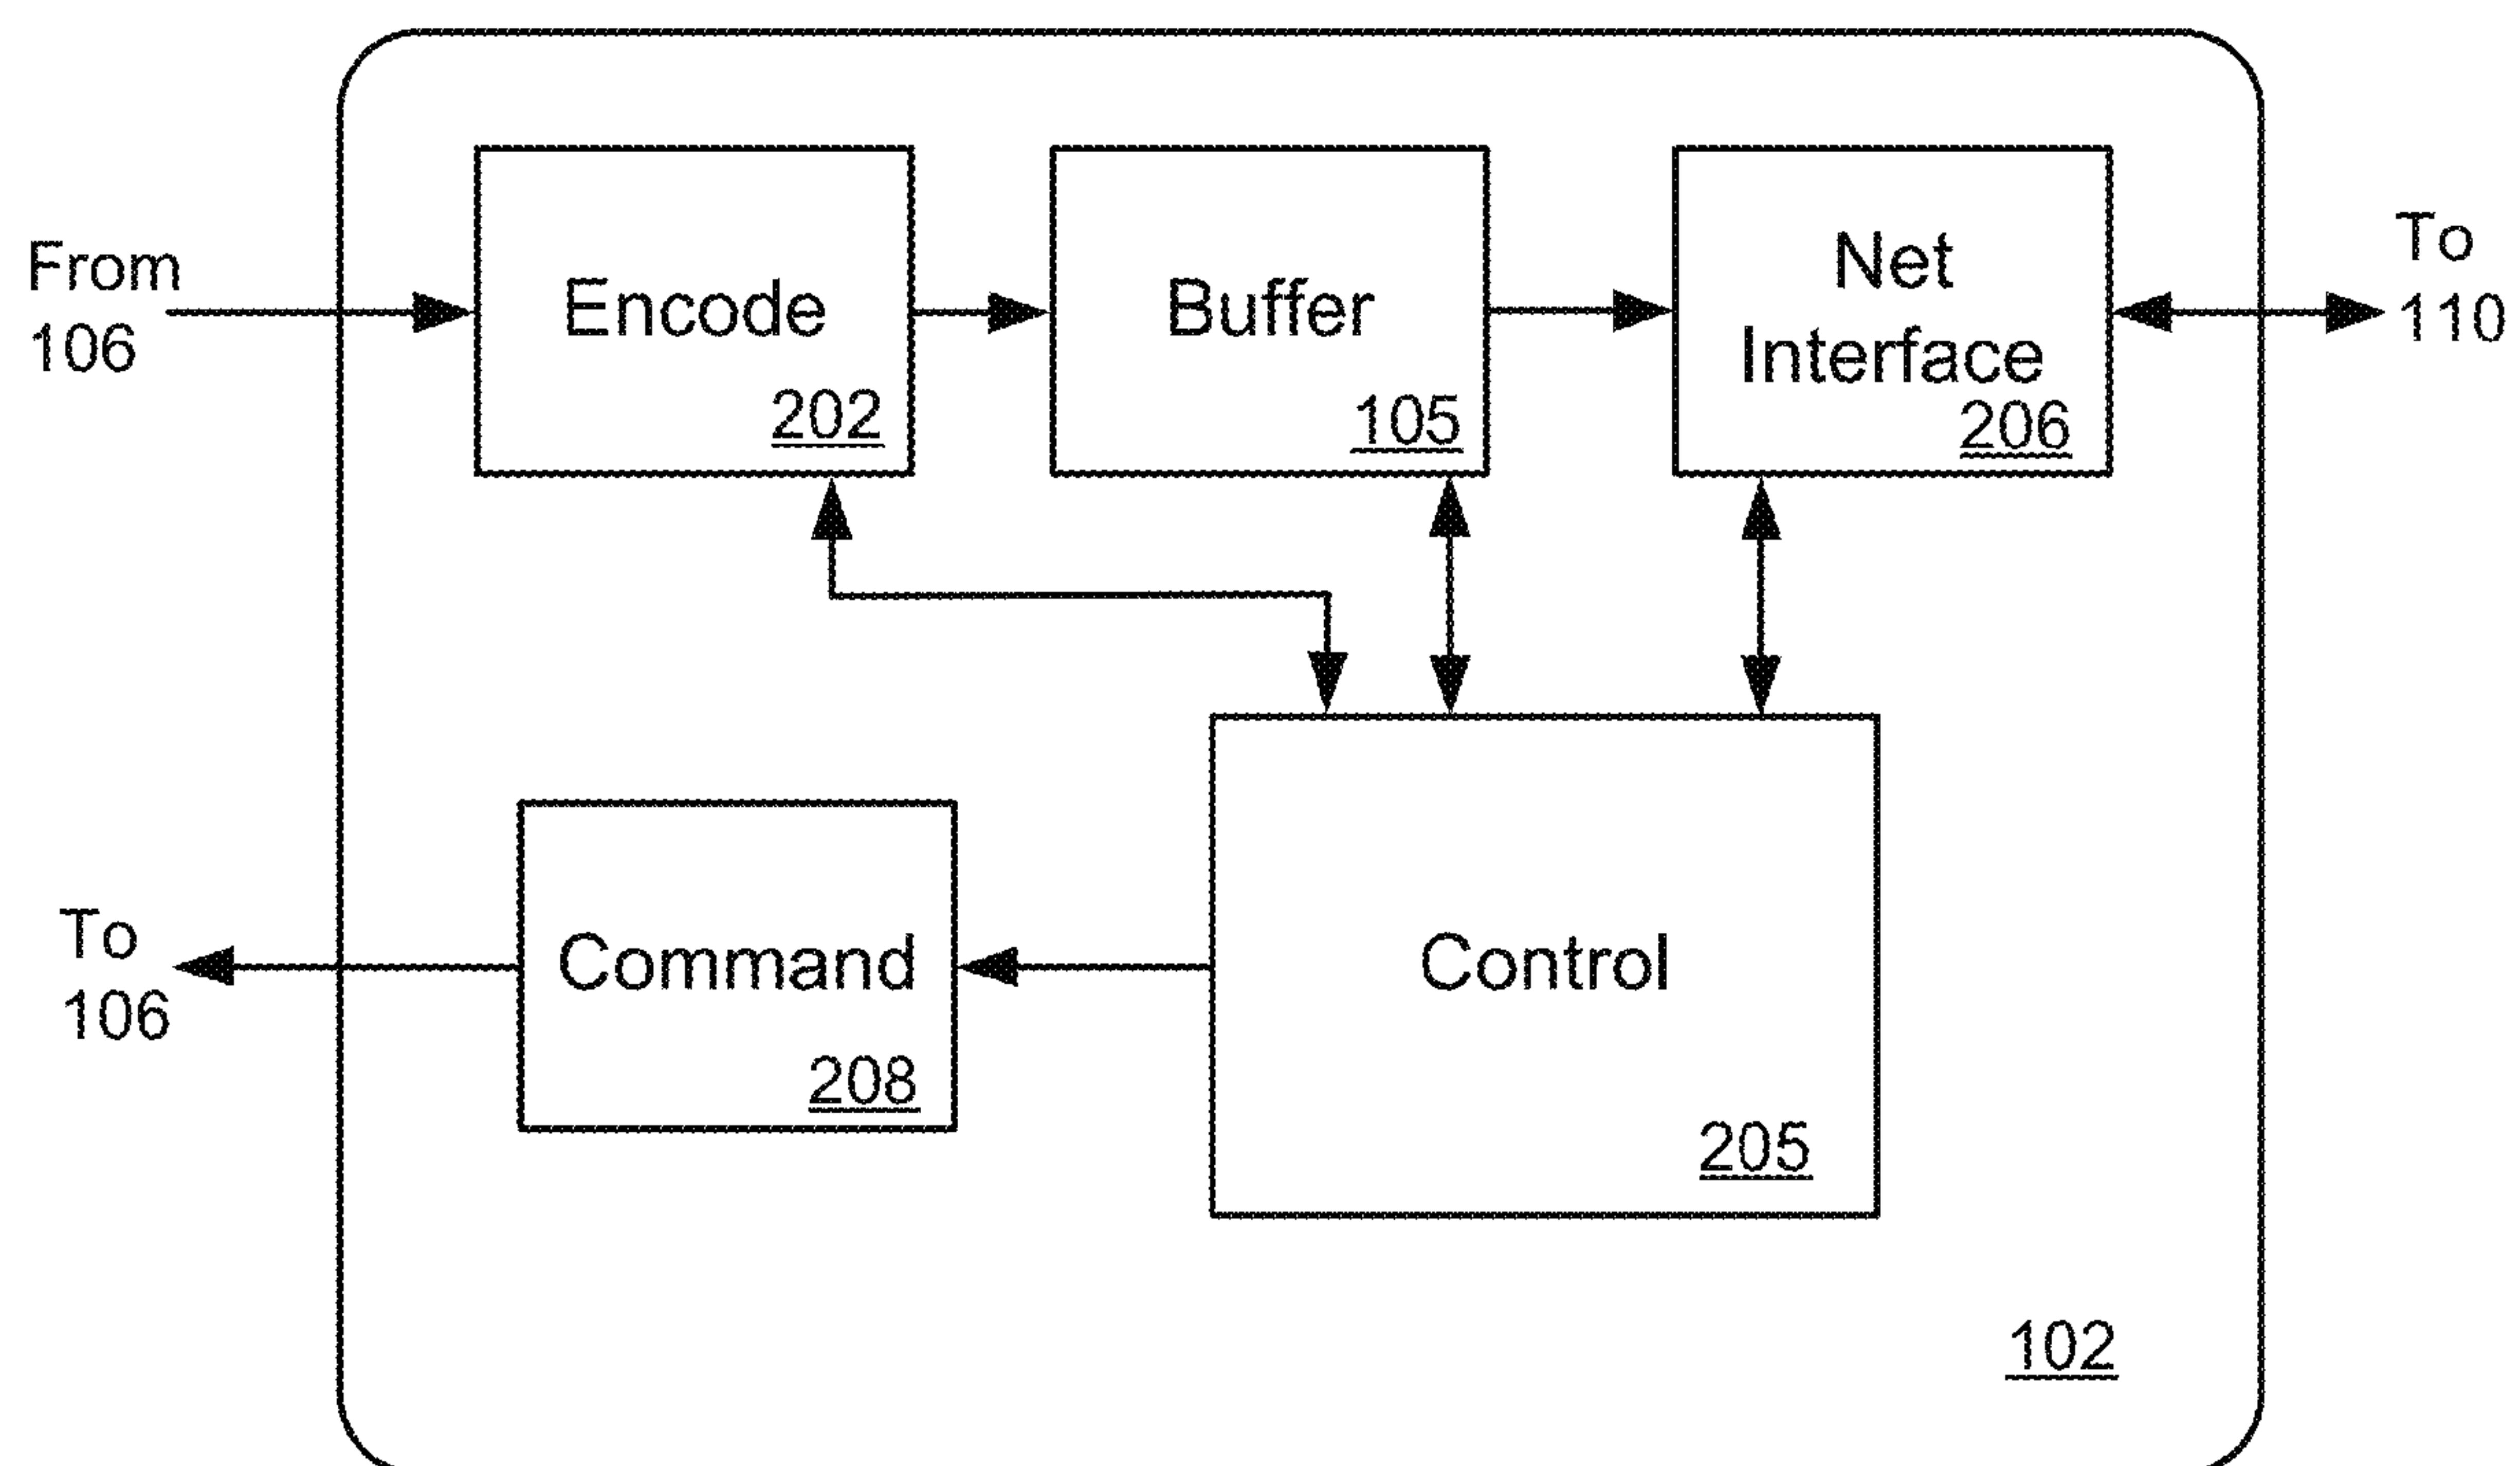 From
106
Encode
202
Buffer
105
Net
Interface
206
To
110
To
106
Command
208
Control
205
102